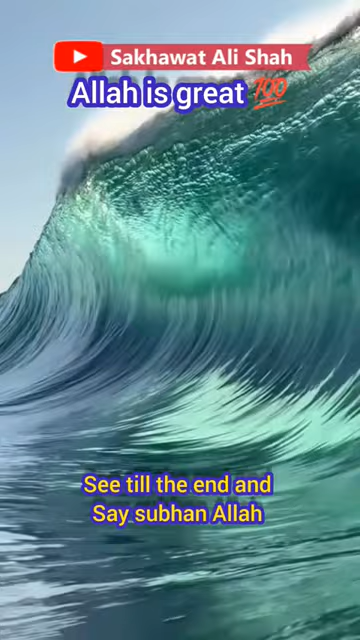 Sakhawat Ali Shah
Allah is great 💯
See till the end and
Say subhan Allah